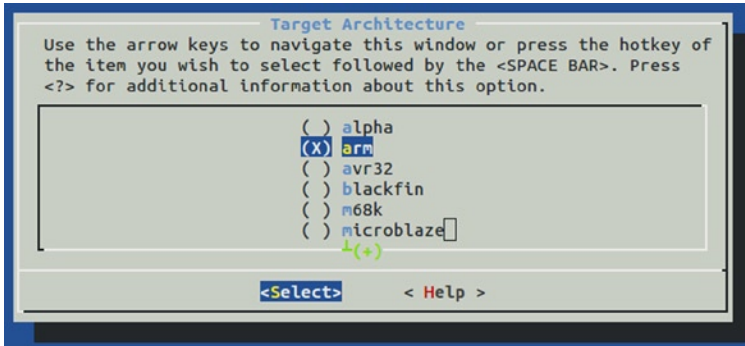 Target Architecture
Use the arrow keys to navigate this window or press the hotkey of
the item you wish to select followed by the <SPACE BAR>. Press
<?> for additional information about this option.
( ) alpha
(X) arm
( ) avr32
( ) blackfin
( ) m68k
( ) microblaze
┴(+)
<Select> < Help >